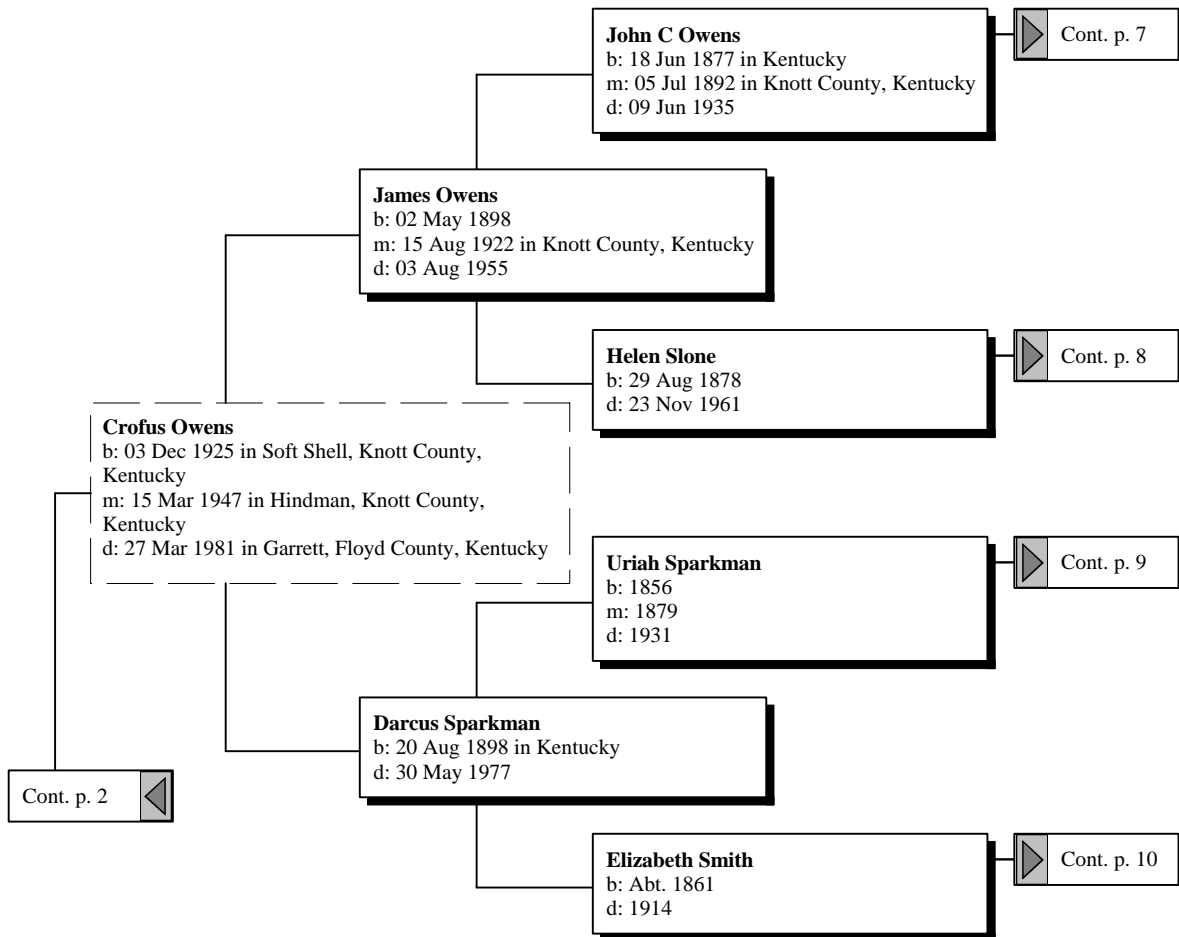 John C Owens
b: 18 Jun 1877 in Kentucky
m: 05 Jul 1892 in Knott County, Kentucky
d: 09 Jun 1935
Cont. p. 7
James Owens
b: 02 May 1898
m: 15 Aug 1922 in Knott County, Kentucky
d: 03 Aug 1955
Helen Slone
b: 29 Aug 1878
d: 23 Nov 1961
Cont. p. 8
Crofus Owens
b: 03 Dec 1925 in Soft Shell, Knott County,
Kentucky
m: 15 Mar 1947 in Hindman, Knott County,
Kentucky
d: 27 Mar 1981 in Garrett, Floyd County, Kentucky
Uriah Sparkman
b: 1856
m: 1879
d: 1931
Cont. p. 9
Darcus Sparkman
b: 20 Aug 1898 in Kentucky
d: 30 May 1977
Cont. p. 2
Elizabeth Smith
b: Abt. 1861
d: 1914
Cont. p. 10